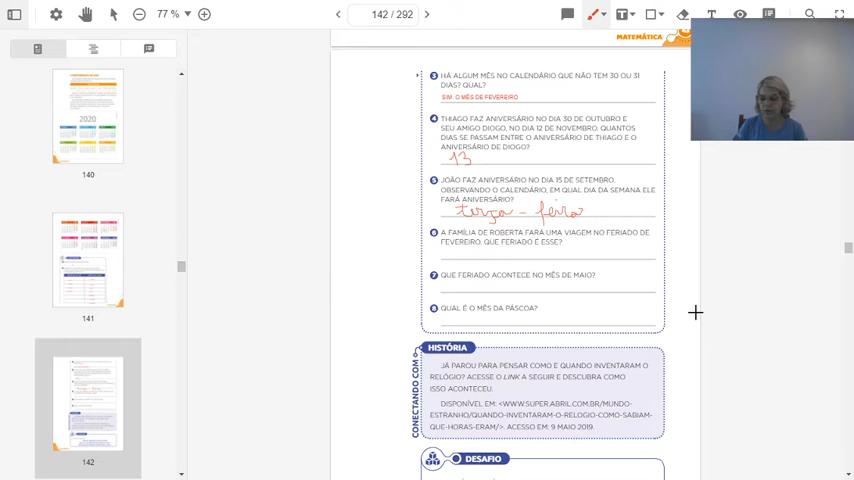 77 %
142 / 292
MATEMÁTICA
2020
140
141
142
3 HÁ ALGUM MÊS NO CALENDÁRIO QUE NÃO TEM 30 OU 31
DIAS? QUAL?
SIM. O MÊS DE FEVEREIRO
4 THIAGO FAZ ANIVERSÁRIO NO DIA 30 DE OUTUBRO E
SEU AMIGO DIOGO, NO DIA 12 DE NOVEMBRO. QUANTOS
DIAS SE PASSAM ENTRE O ANIVERSÁRIO DE THIAGO E O
ANIVERSÁRIO DE DIOGO?
13
5 JOÃO FAZ ANIVERSÁRIO NO DIA 15 DE SETEMBRO.
OBSERVANDO O CALENDÁRIO, EM QUAL DIA DA SEMANA ELE
FARÁ ANIVERSÁRIO?
terça - feira
6 A FAMÍLIA DE ROBERTA FARÁ UMA VIAGEM NO FERIADO DE
FEVEREIRO. QUE FERIADO É ESSE?
7 QUE FERIADO ACONTECE NO MÊS DE MAIO?
8 QUAL É O MÊS DA PÁSCOA?
CONECTANDO COM
HISTÓRIA
JÁ PAROU PARA PENSAR COMO E QUANDO INVENTARAM O
RELÓGIO? ACESSE O LINK A SEGUIR E DESCUBRA COMO
ISSO ACONTECEU.
DISPONÍVEL EM: <WWW.SUPER.ABRIL.COM.BR/MUNDO-
ESTRANHO/QUANDO-INVENTARAM-O-RELOGIO-COMO-SABIAM-
QUE-HORAS-ERAM/>. ACESSO EM: 9 MAIO 2019.
DESAFIO